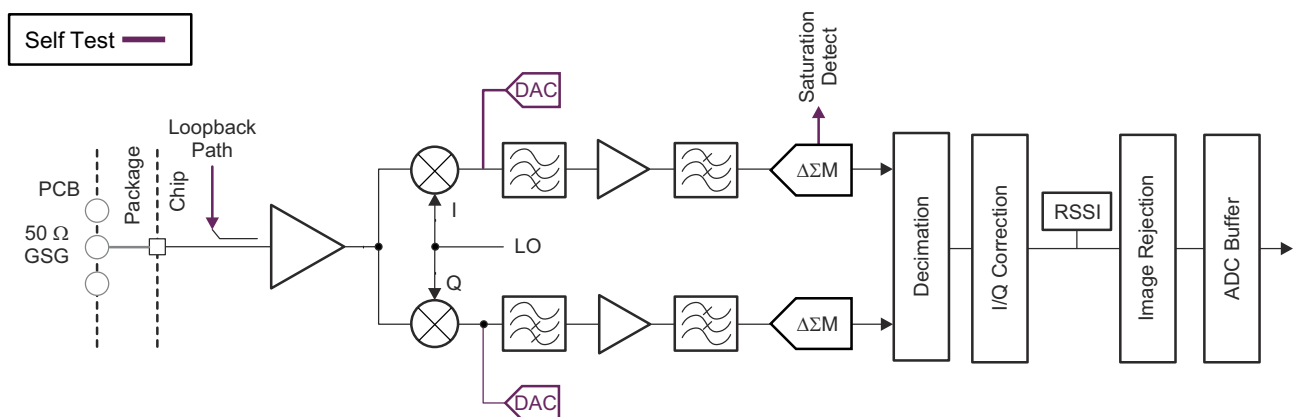 Self Test
DAC
Saturation
Detect
Loopback
Path
PCB
Package
Chip
50 Ω
GSG
I
LO
Q
ΔΣM
ΔΣM
DAC
Decimation
I/Q Correction
RSSI
Image Rejection
ADC Buffer